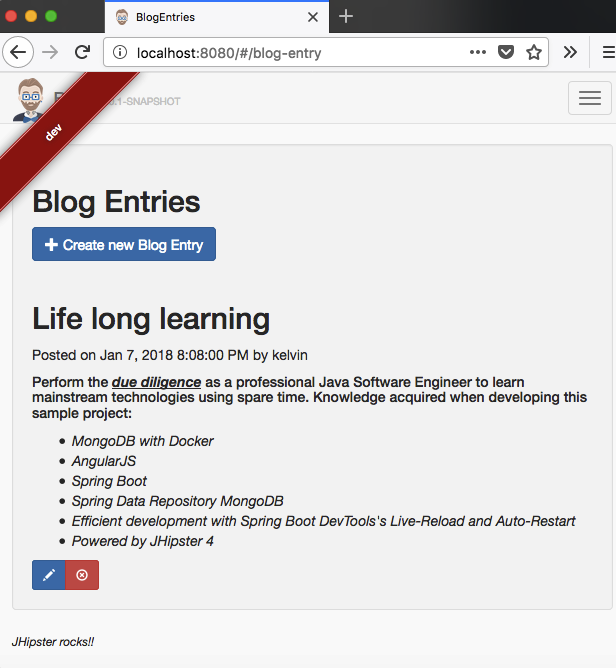 BlogEntries
localhost:8080/#/blog-entry
.1-SNAPSHOT
dev
Blog Entries
Create new Blog Entry
Life long learning
Posted on Jan 7, 2018 8:08:00 PM by kelvin
Perform the due diligence as a professional Java Software Engineer to learn
mainstream technologies using spare time. Knowledge acquired when developing this
sample project:
• MongoDB with Docker
• AngularJS
• Spring Boot
• Spring Data Repository MongoDB
• Efficient development with Spring Boot DevTools's Live-Reload and Auto-Restart
• Powered by JHipster 4
JHipster rocks!!